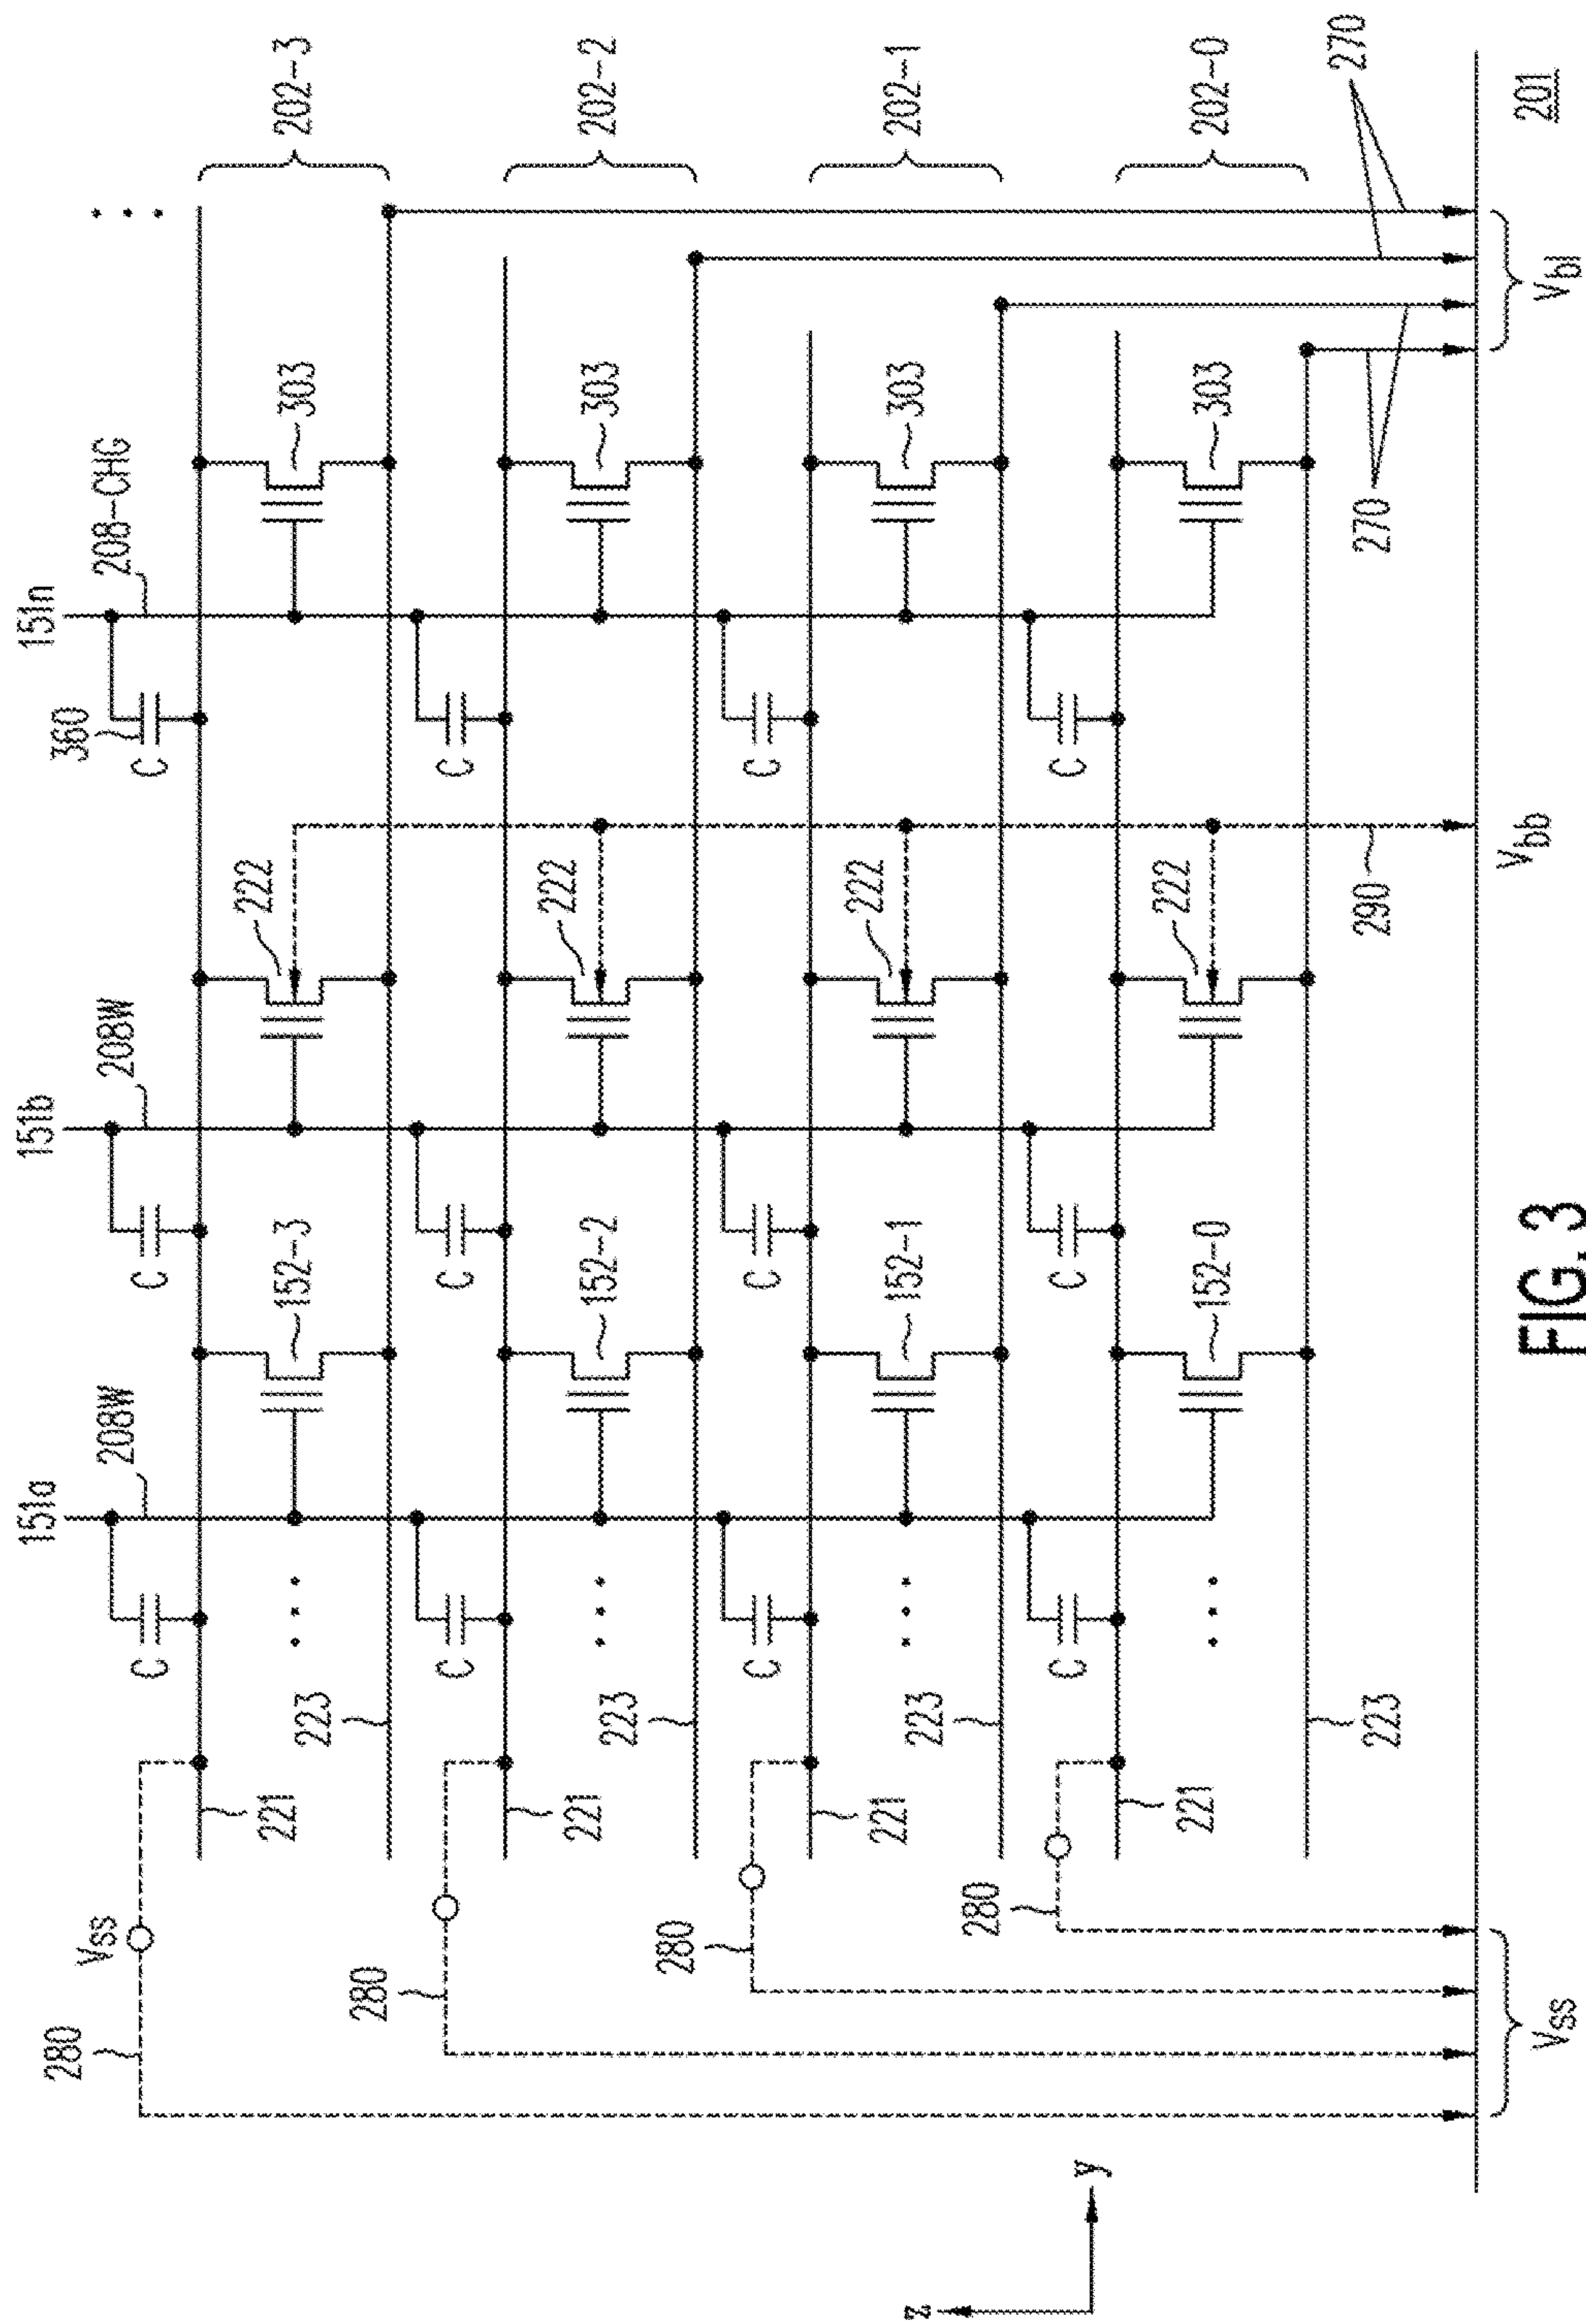 270
202-3
202-2
202-1
202-0
201
303
303
303
303
208-CHG
270
Vbl
151n
360
C
C
C
C
Vbb
290
222
222
222
222
208W
151b
C
C
C
C
152-3
152-2
152-1
152-0
FIG. 3
208W
151a
C
C
C
C
223
223
223
223
221
221
221
221
Vss
280
280
280
280
Vss
y
z